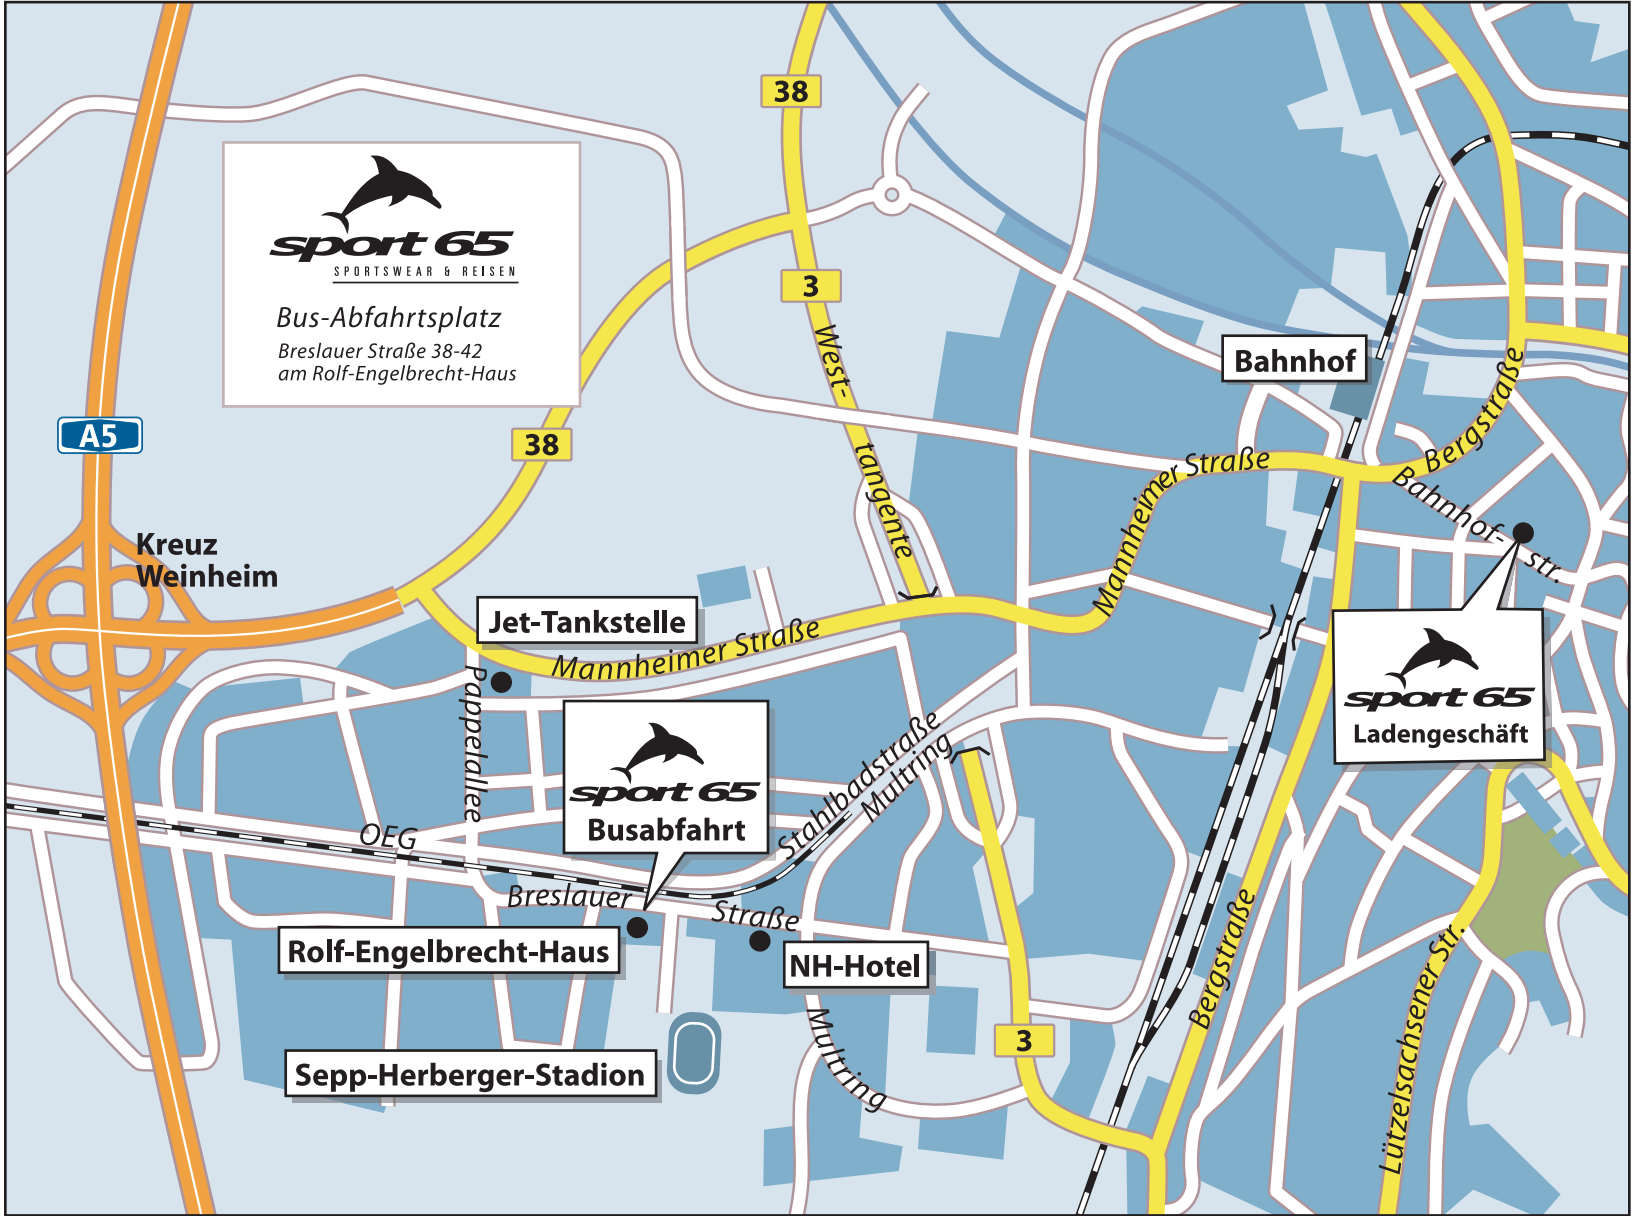 38
sport 65
SPORTSWEAR & REISEN
Bus-Abfahrtsplatz
Breslauer Straße 38-42
am Rolf-Engelbrecht-Haus
3
West-
tangente
Bahnhof
Bergstraße
A5
38
Mannheimer Straße
Bahnhof-
str.
Kreuz
Weinheim
Jet-Tankstelle
Mannheimer Straße
sport 65
Ladengeschäft
Pappelallee
sport 65
Busabfahrt
Stahlbadstraße
Multring
OEG
Breslauer
Straße
Rolf-Engelbrecht-Haus
NH-Hotel
Bergstraße
Lützelsachsener Str.
Multring
3
Sepp-Herberger-Stadion